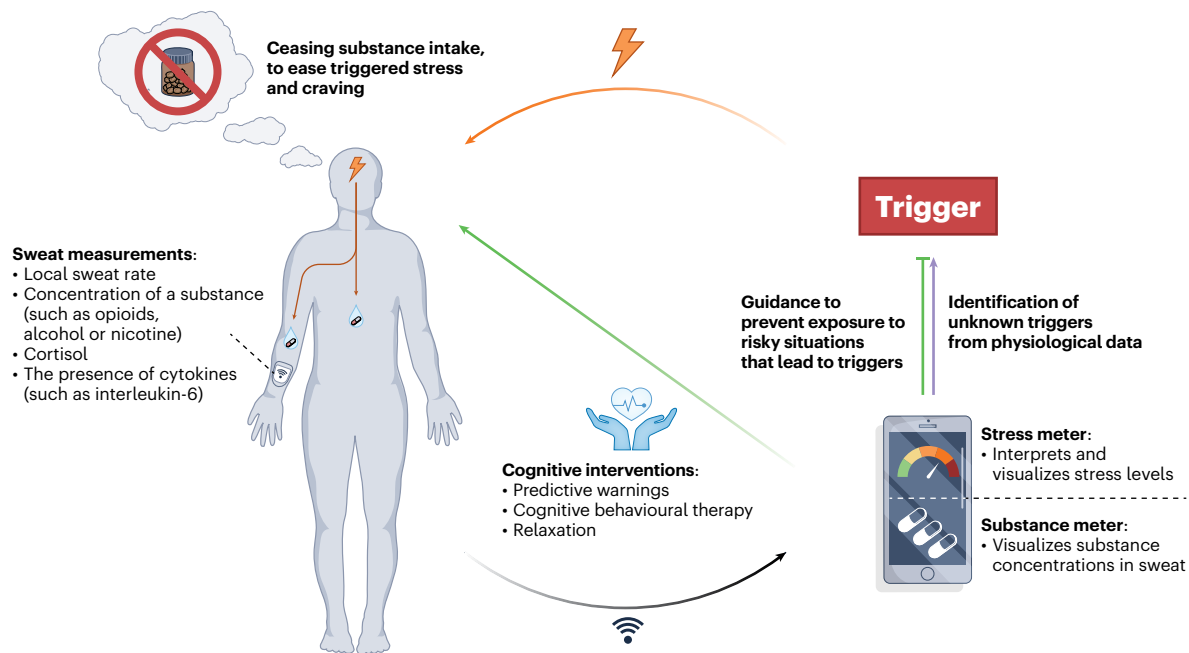 Ceasing substance intake,
to ease triggered stress
and craving
Trigger
Sweat measurements:
• Local sweat rate
• Concentration of a substance
(such as opioids,
alcohol or nicotine)
• Cortisol
• The presence of cytokines
(such as interleukin-6)
Guidance to
prevent exposure to
risky situations
that lead to triggers
Identification of
unknown triggers
from physiological data
Cognitive interventions:
• Predictive warnings
• Cognitive behavioural therapy
• Relaxation
Stress meter:
• Interprets and
visualizes stress levels
Substance meter:
• Visualizes substance
concentrations in sweat